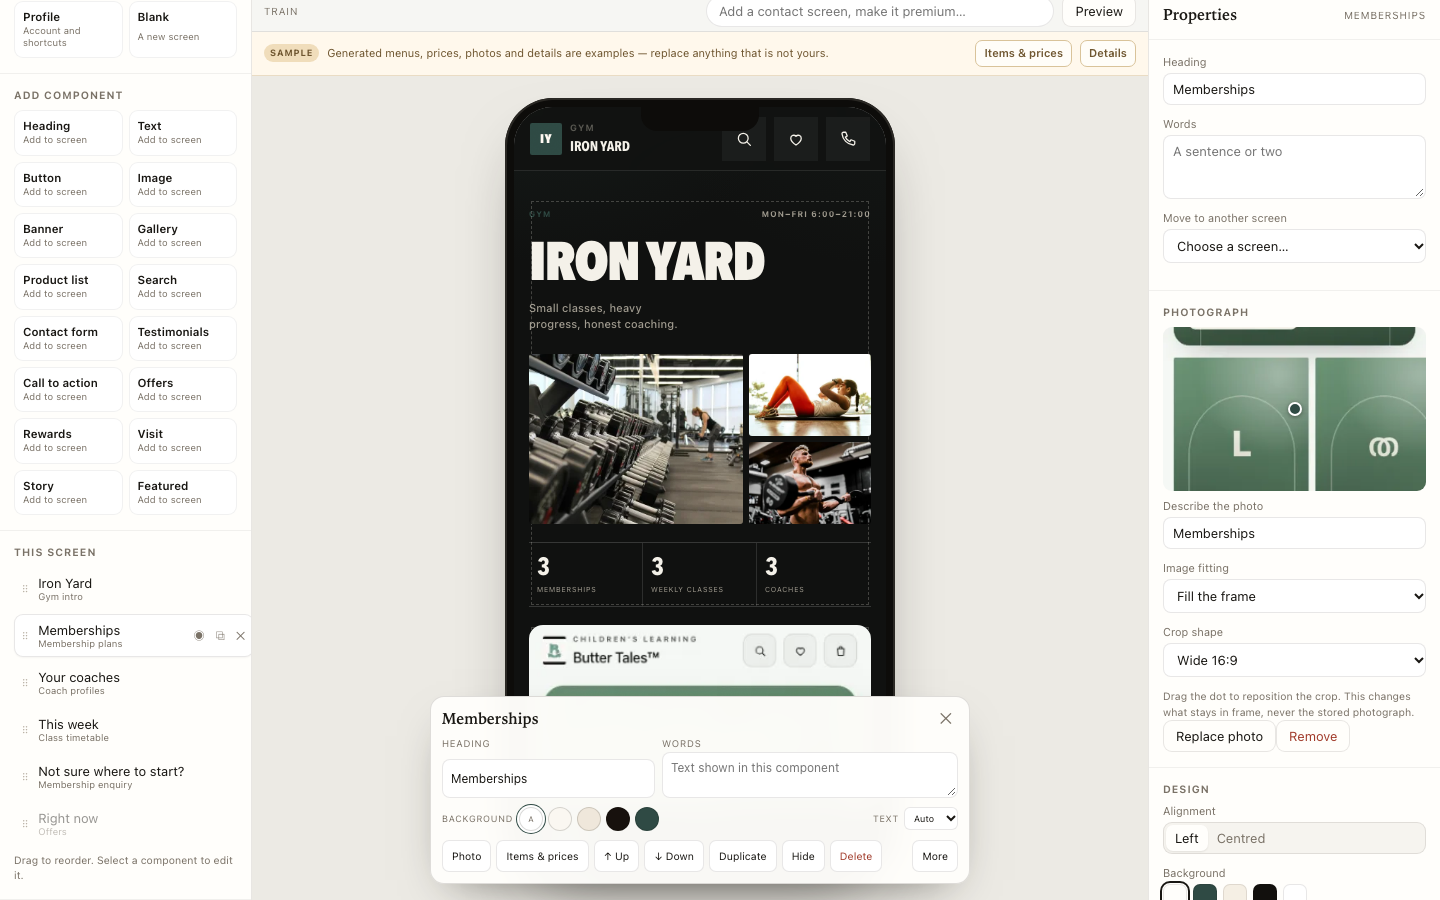 Profile
Account and
shortcuts
Blank
A new screen
ADD COMPONENT
Heading
Add to screen
Text
Add to screen
Button
Add to screen
Image
Add to screen
Banner
Add to screen
Gallery
Add to screen
Product list
Add to screen
Search
Add to screen
Contact form
Add to screen
Testimonials
Add to screen
Call to action
Add to screen
Offers
Add to screen
Rewards
Add to screen
Visit
Add to screen
Story
Add to screen
Featured
Add to screen
THIS SCREEN
Iron Yard
Gym intro
Memberships
Membership plans
Your coaches
Coach profiles
This week
Class timetable
Not sure where to start?
Membership enquiry
Right now
Offers
Drag to reorder. Select a component to edit
it.
TRAIN
Add a contact screen, make it premium...
Preview
SAMPLE
Generated menus, prices, photos and details are examples — replace anything that is not yours.
Items & prices
Details
IY
GYM
IRON YARD
GYM
MON–FRI 6:00–21:00
IRON YARD
Small classes, heavy
progress, honest coaching.
3
MEMBERSHIPS
3
WEEKLY CLASSES
3
COACHES
CHILDREN'S LEARNING
Butter Tales™
Memberships
HEADING
Memberships
WORDS
Text shown in this component
BACKGROUND
A
TEXT
Auto
Photo
Items & prices
↑ Up
↓ Down
Duplicate
Hide
Delete
More
Properties
MEMBERSHIPS
Heading
Memberships
Words
A sentence or two
Move to another screen
Choose a screen...
PHOTOGRAPH
L
Describe the photo
Memberships
Image fitting
Fill the frame
Crop shape
Wide 16:9
Drag the dot to reposition the crop. This changes
what stays in frame, never the stored photograph.
Replace photo
Remove
DESIGN
Alignment
Left
Centred
Background